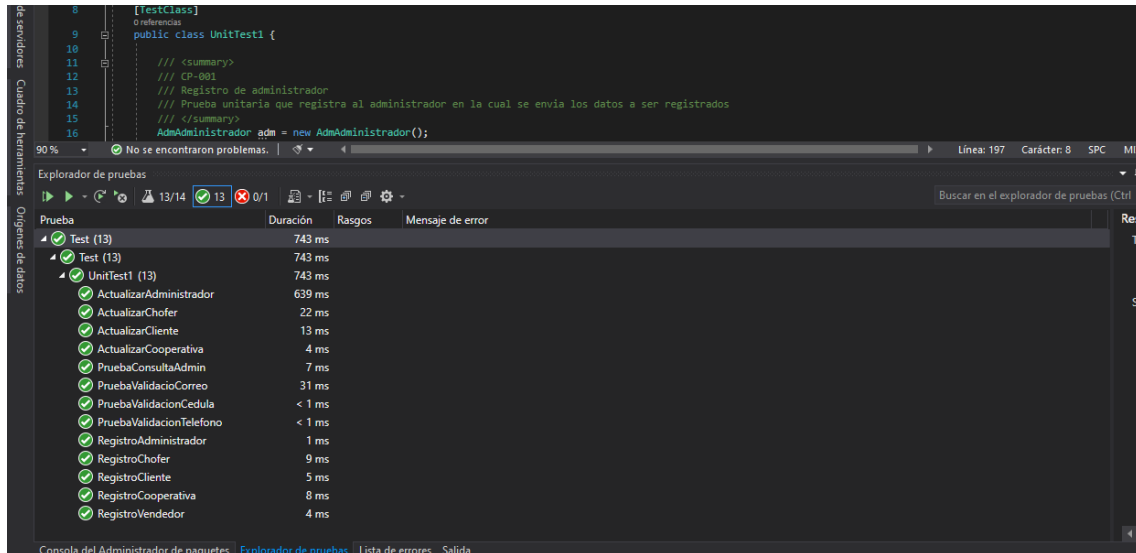 de servidores
Cuadro de herramientas
Orígenes de datos
8 [TestClass]
0 referencias
9 public class UnitTest1 {
10
11 /// <summary>
12 /// CP-001
13 /// Registro de administrador
14 /// Prueba unitaria que registra al administrador en la cual se envia los datos a ser registrados
15 /// </summary>
16 AdmAdministrador adm = new AdmAdministrador();
90 % No se encontraron problemas. Línea: 197 Carácter: 8 SPC
Explorador de pruebas
13/14 13 0/1 Buscar en el explorador de pruebas (Ctrl
Prueba Duración Rasgos Mensaje de error
Test (13) 743 ms
Test (13) 743 ms
UnitTest1 (13) 743 ms
ActualizarAdministrador 639 ms
ActualizarChofer 22 ms
ActualizarCliente 13 ms
ActualizarCooperativa 4 ms
PruebaConsultaAdmin 7 ms
PruebaValidacioCorreo 31 ms
PruebaValidacionCedula < 1 ms
PruebaValidacionTelefono < 1 ms
RegistroAdministrador 1 ms
RegistroChofer 9 ms
RegistroCliente 5 ms
RegistroCooperativa 8 ms
RegistroVendedor 4 ms
Consola del Administrador de paquetes Explorador de pruebas Lista de errores Salida